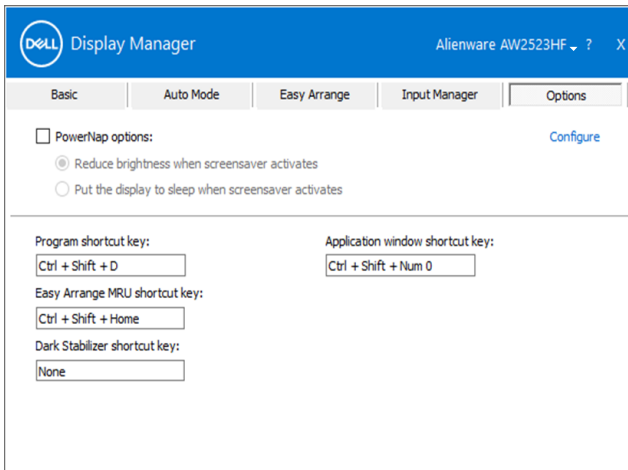 DELL Display Manager Alienware AW2523HF ? X
Basic Auto Mode Easy Arrange Input Manager Options
PowerNap options: Configure
Reduce brightness when screensaver activates
Put the display to sleep when screensaver activates
Program shortcut key: Application window shortcut key:
Ctrl + Shift + D Ctrl + Shift + Num 0
Easy Arrange MRU shortcut key:
Ctrl + Shift + Home
Dark Stabilizer shortcut key:
None